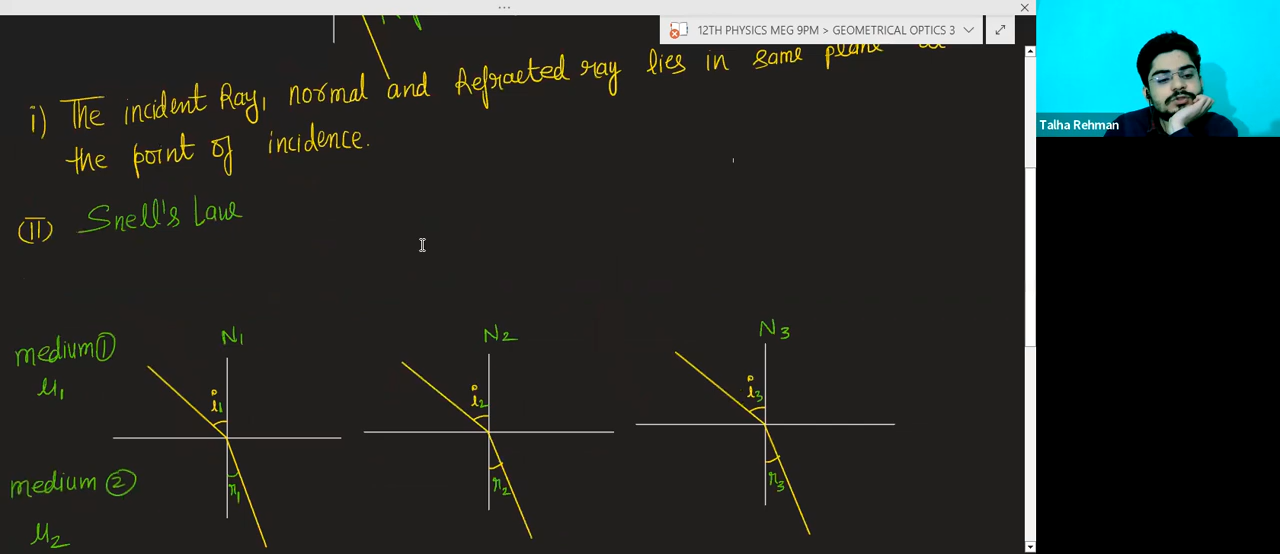 12TH PHYSICS MEG 9PM > GEOMETRICAL OPTICS 3
Talha Rehman
i) The incident Ray, normal and Refracted ray lies in same plane
the point of incidence.
(II) Snell's Law
medium ①
μ1
N1
i1
r1
N2
i2
r2
N3
i3
r3
medium ②
μ2